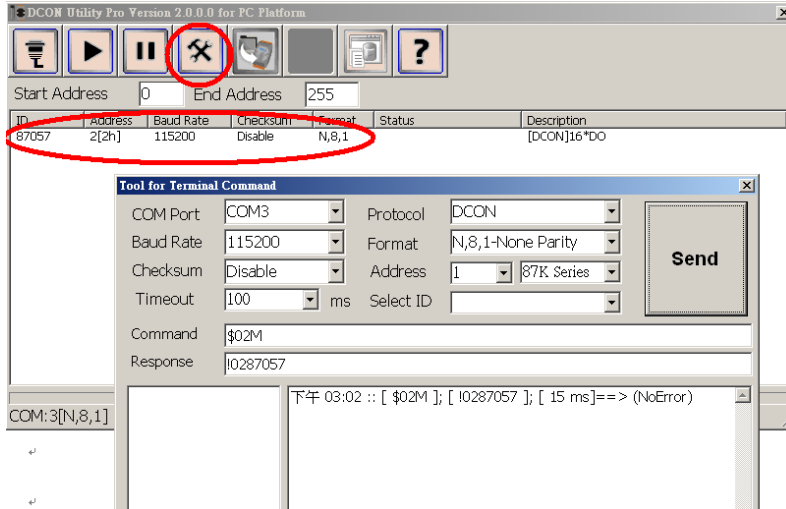 DCON Utility Pro Version 2.0.0.0 for PC Platform
Start Address 0 End Address 255
ID Address Baud Rate Checksum Format Status Description
87057 2[2h] 115200 Disable N,8,1 [DCON]16*DO
Tool for Terminal Command
COM Port COM3 Protocol DCON
Baud Rate 115200 Format N,8,1-None Parity
Checksum Disable Address 1 87K Series
Send
Timeout 100 ms Select ID
Command $02M
Response !0287057
下午 03:02 :: [ $02M ]; [ !0287057 ]; [ 15 ms]==> (NoError)
COM:3[N,8,1]